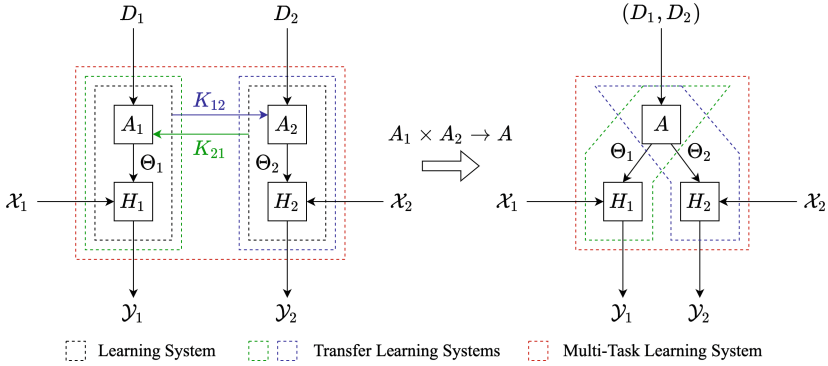 D₁ D₂ (D₁, D₂)
K₁₂
A₁ A₂ A₁ × A₂ → A A
K₂₁
Θ₁ Θ₂ Θ₁ Θ₂
𝒳₁ H₁ H₂ 𝒳₂ 𝒳₁ H₁ H₂ 𝒳₂
𝒴₁ 𝒴₂ 𝒴₁ 𝒴₂
Learning System Transfer Learning Systems Multi-Task Learning System